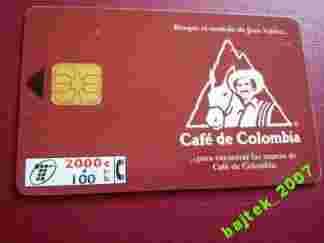 Busque el símbolo de Juan Valdez...
Café de Colombia
®
...para encontrar las marcas de
Café de Colombia.
2000
100
bajtek_2007